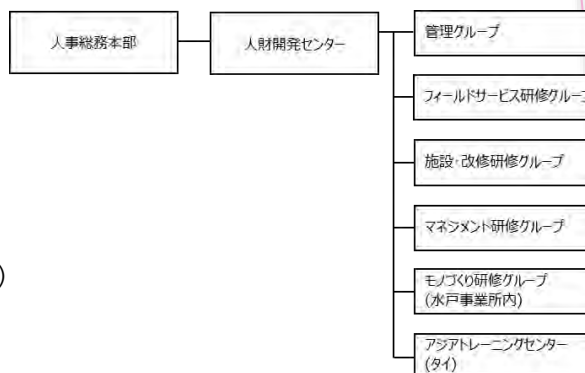 人事総務本部
人財開発センター
管理グループ
フィールドサービス研修グルー
施設・改修研修グループ
マネジメント研修グループ
モノづくり研修グループ
(水戸事業所内)
アジアトレーニングセンター
(タイ)
)